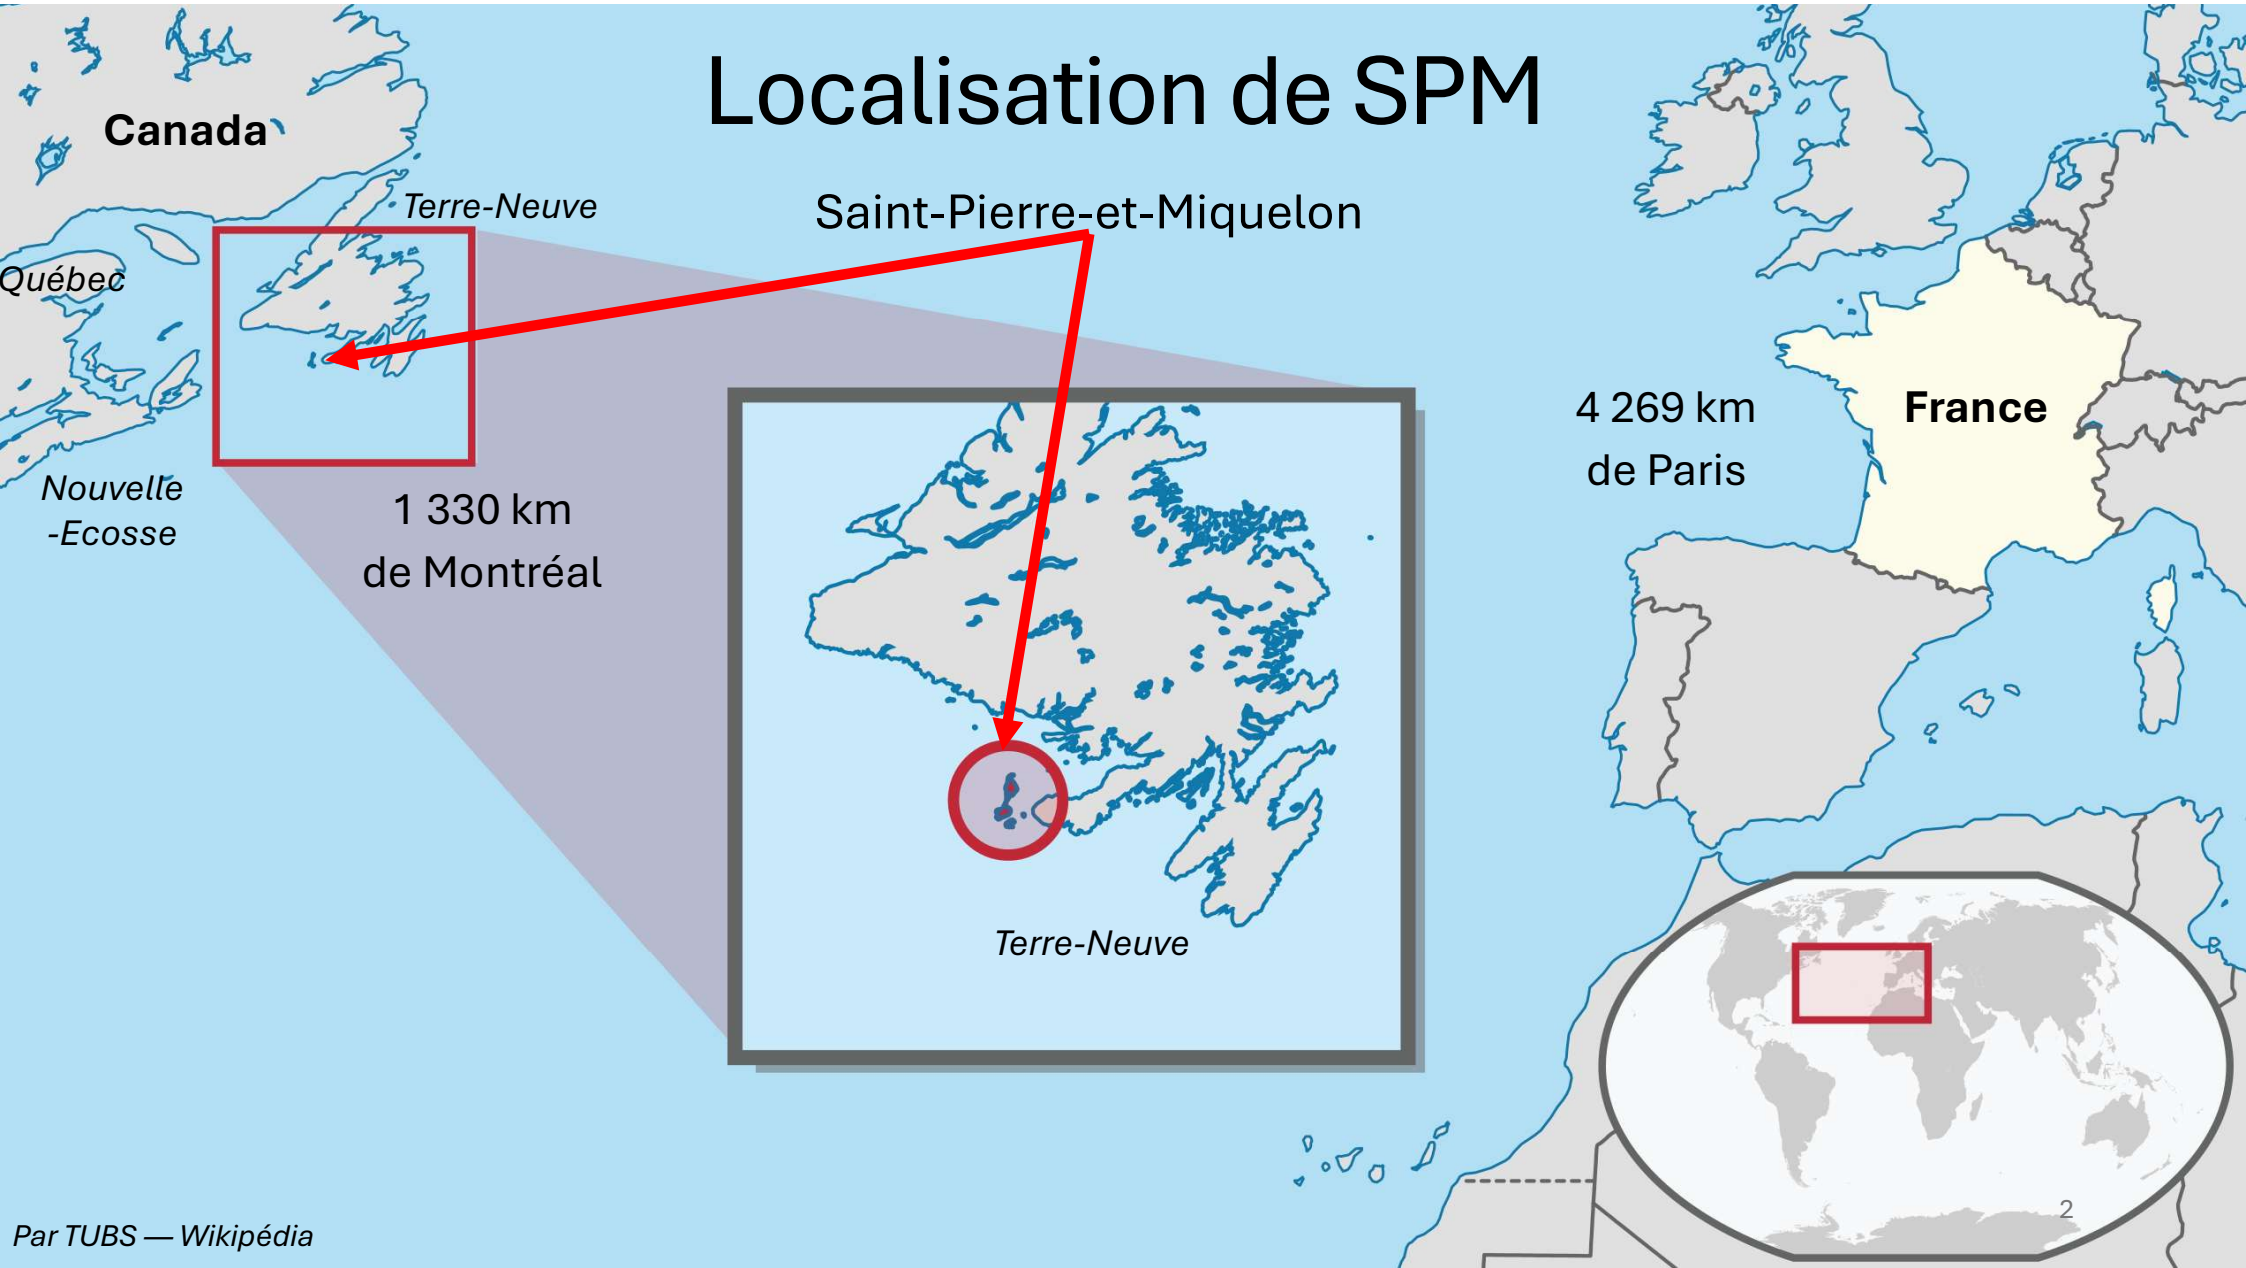 Localisation de SPM
Canada
Terre-Neuve
Saint-Pierre-et-Miquelon
Québec
4 269 km
de Paris
France
Nouvelle
-Ecosse
1 330 km
de Montréal
Terre-Neuve
2
Par TUBS — Wikipédia